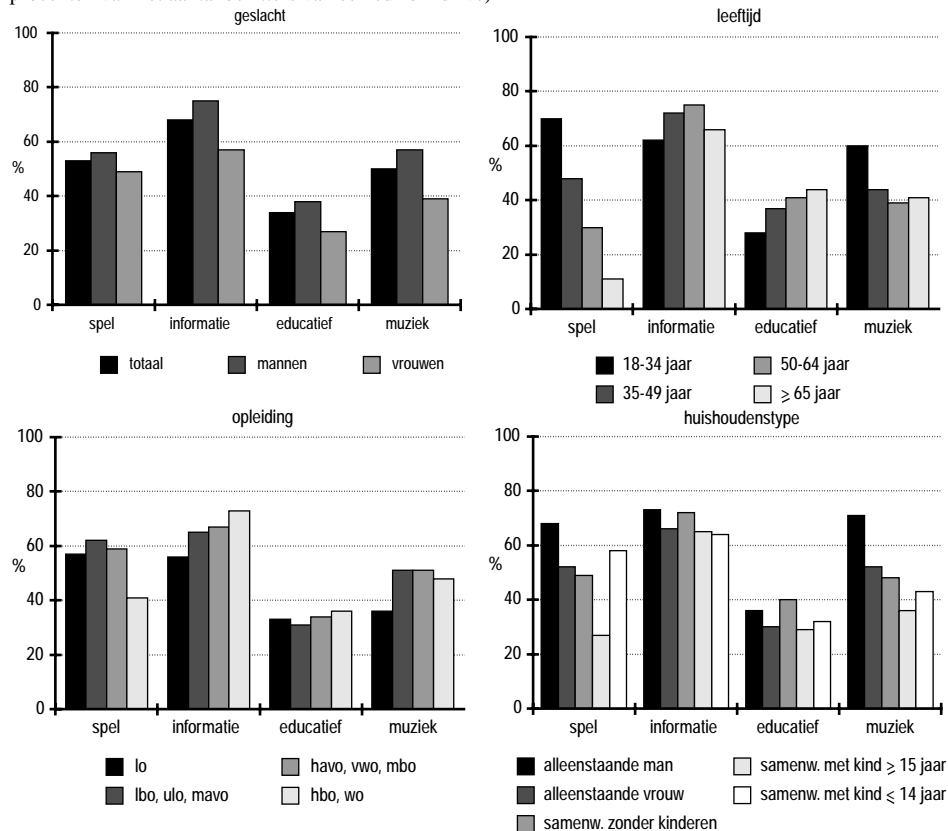 geslacht
100
80
60
%
40
20
0
spel informatie educatief muziek
totaal mannen vrouwen
leeftijd
100
80
60
%
40
20
0
spel informatie educatief muziek
18-34 jaar 50-64 jaar
35-49 jaar ⩾ 65 jaar
opleiding
100
80
60
%
40
20
0
spel informatie educatief muziek
lo havo, vwo, mbo
lbo, ulo, mavo hbo, wo
huishoudenstype
100
80
60
%
40
20
0
spel informatie educatief muziek
alleenstaande man samenw. met kind ⩾ 15 jaar
alleenstaande vrouw samenw. met kind ⩽ 14 jaar
samenw. zonder kinderen